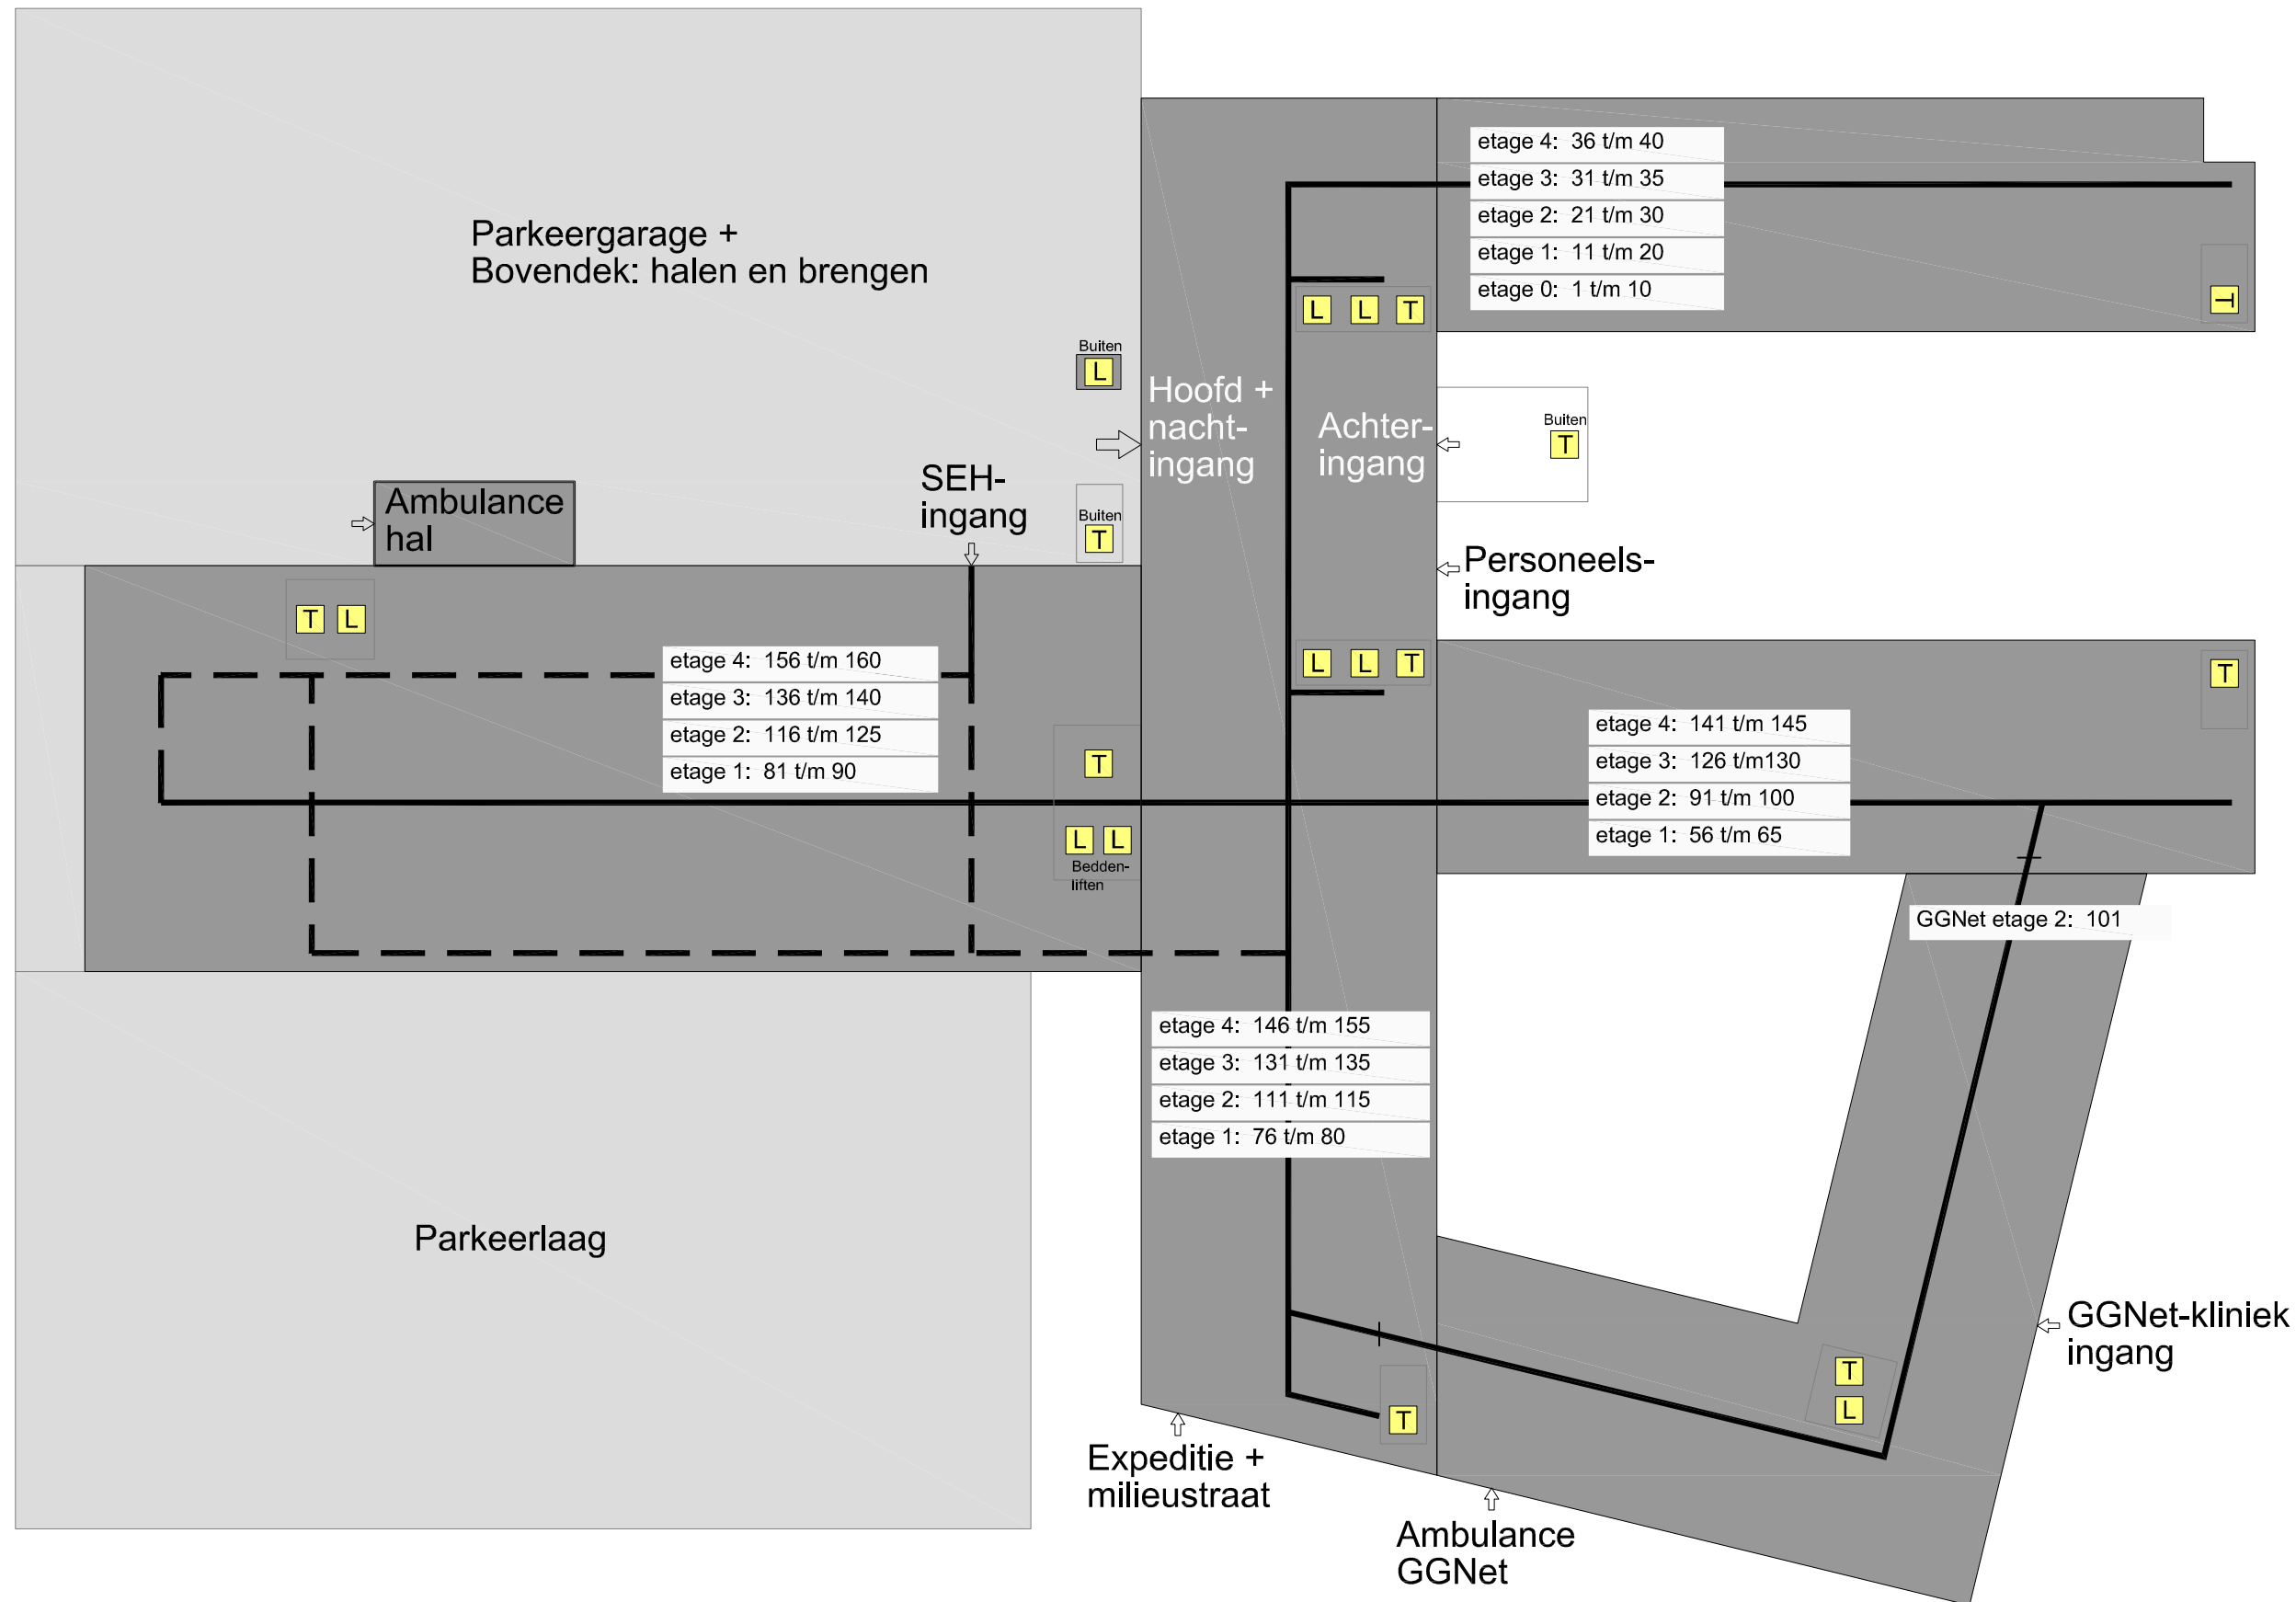 etage 4: 36 t/m 40
etage 3: 31 t/m 35
etage 2: 21 t/m 30
etage 1: 11 t/m 20
etage 0: 1 t/m 10
Parkeergarage +
Bovendek: halen en brengen
L L T
T
Buiten
L
Hoofd +
nacht-
ingang
Achter-
ingang
Buiten
T
SEH-
ingang
Ambulance
hal
Buiten
T
Personeels-
ingang
T L
etage 4: 156 t/m 160
etage 3: 136 t/m 140
etage 2: 116 t/m 125
etage 1: 81 t/m 90
L L T
T
T
L L
Bedden-
liften
etage 4: 141 t/m 145
etage 3: 126 t/m130
etage 2: 91 t/m 100
etage 1: 56 t/m 65
GGNet etage 2: 101
etage 4: 146 t/m 155
etage 3: 131 t/m 135
etage 2: 111 t/m 115
etage 1: 76 t/m 80
Parkeerlaag
GGNet-kliniek
ingang
T
L
T
Expeditie +
milieustraat
Ambulance
GGNet